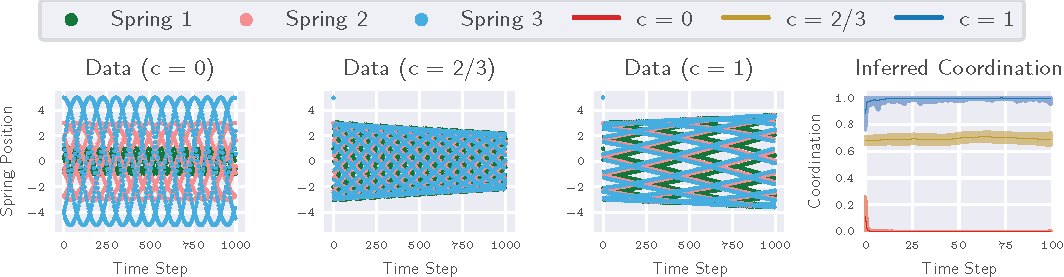 Spring 1 Spring 2 Spring 3 c = 0 c = 2/3 c = 1
Data (c = 0) Data (c = 2/3) Data (c = 1) Inferred Coordination
Spring Position
4
2
0
−2
−4
0 250 500 750 1000
Time Step
4
2
0
−2
−4
0 250 500 750 1000
Time Step
4
2
0
−2
−4
0 250 500 750 1000
Time Step
Coordination
1.0
0.8
0.6
0.4
0.2
0.0
0 25 50 75 100
Time Step